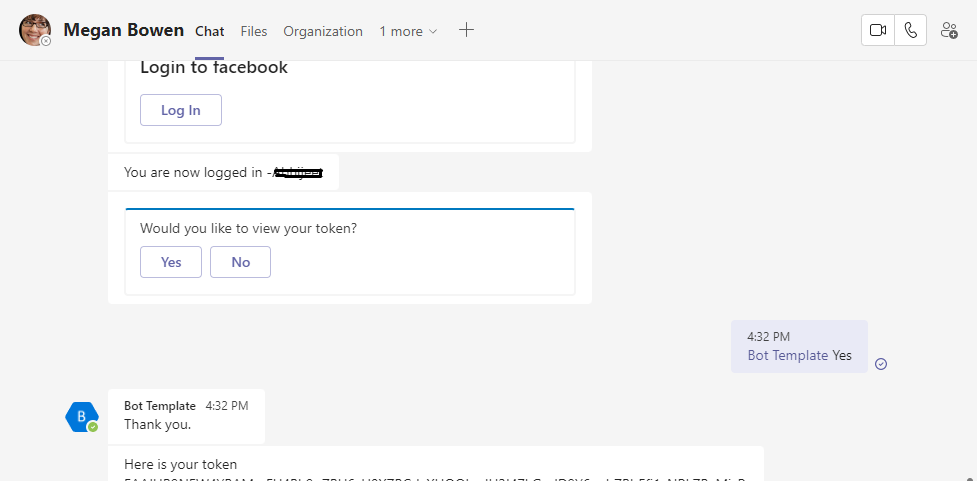 Megan Bowen Chat Files Organization 1 more
Login to facebook
Log In
You are now logged in -
Would you like to view your token?
Yes No
4:32 PM
Bot Template Yes
B Bot Template 4:32 PM
Thank you.
Here is your token